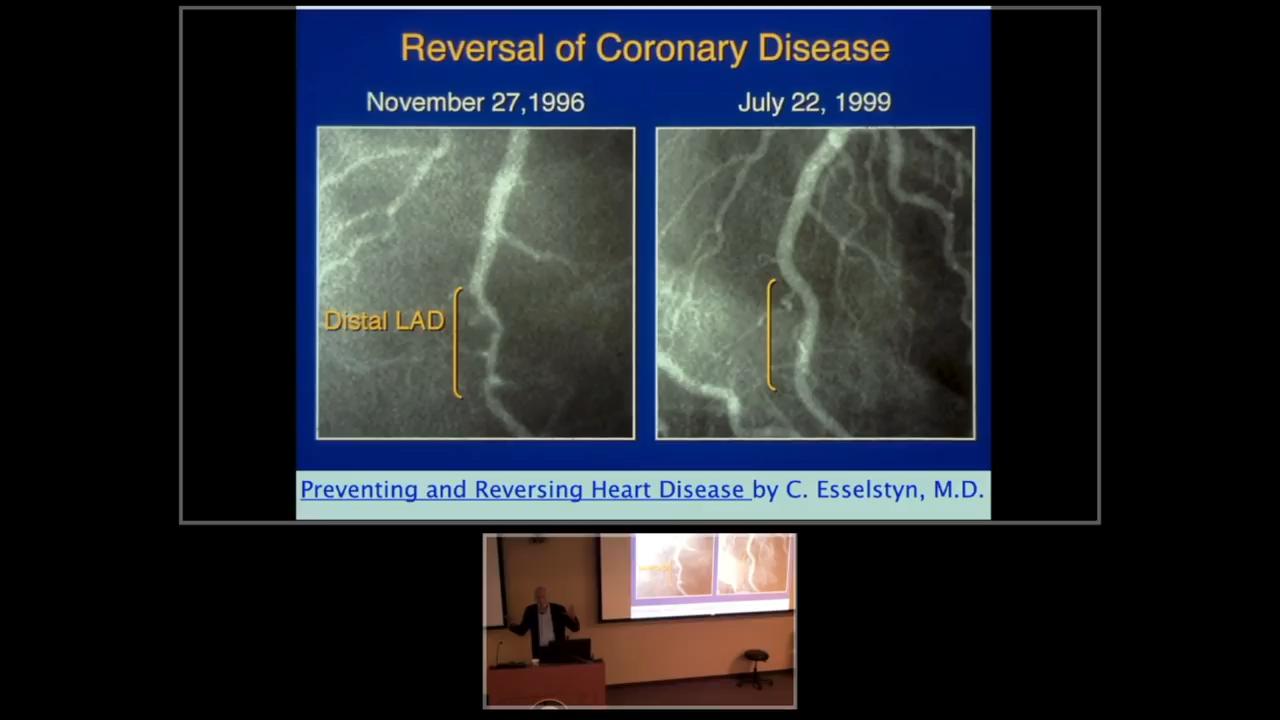 Reversal of Coronary Disease
November 27,1996
July 22, 1999
Distal LAD
Preventing and Reversing Heart Disease by C. Esselstyn, M.D.